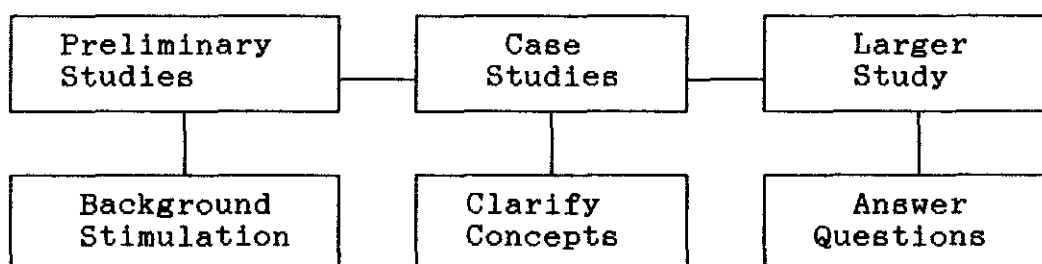 Preliminary
Studies
Case
Studies
Larger
Study
Background
Stimulation
Clarify
Concepts
Answer
Questions